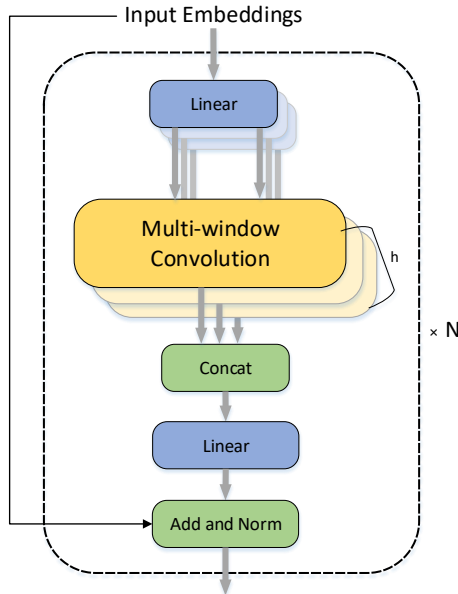 Input Embeddings
Linear
Multi-window
Convolution
h
× N
Concat
Linear
Add and Norm